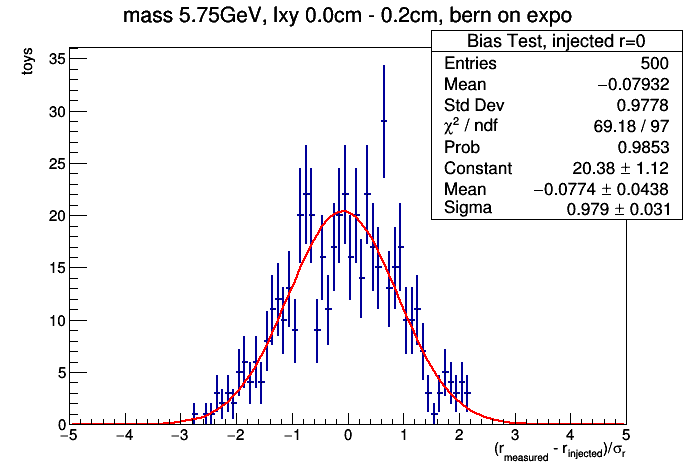 mass 5.75GeV, lxy 0.0cm - 0.2cm, bern on expo
Bias Test, injected r=0
Entries 500
Mean −0.07932
Std Dev 0.9778
χ² / ndf 69.18 / 97
Prob 0.9853
Constant 20.38 ± 1.12
Mean −0.0774 ± 0.0438
Sigma 0.979 ± 0.031
toys
35
30
25
20
15
10
5
0
−5 −4 −3 −2 −1 0 1 2 3 4 5
(r_measured - r_injected)/σ_r